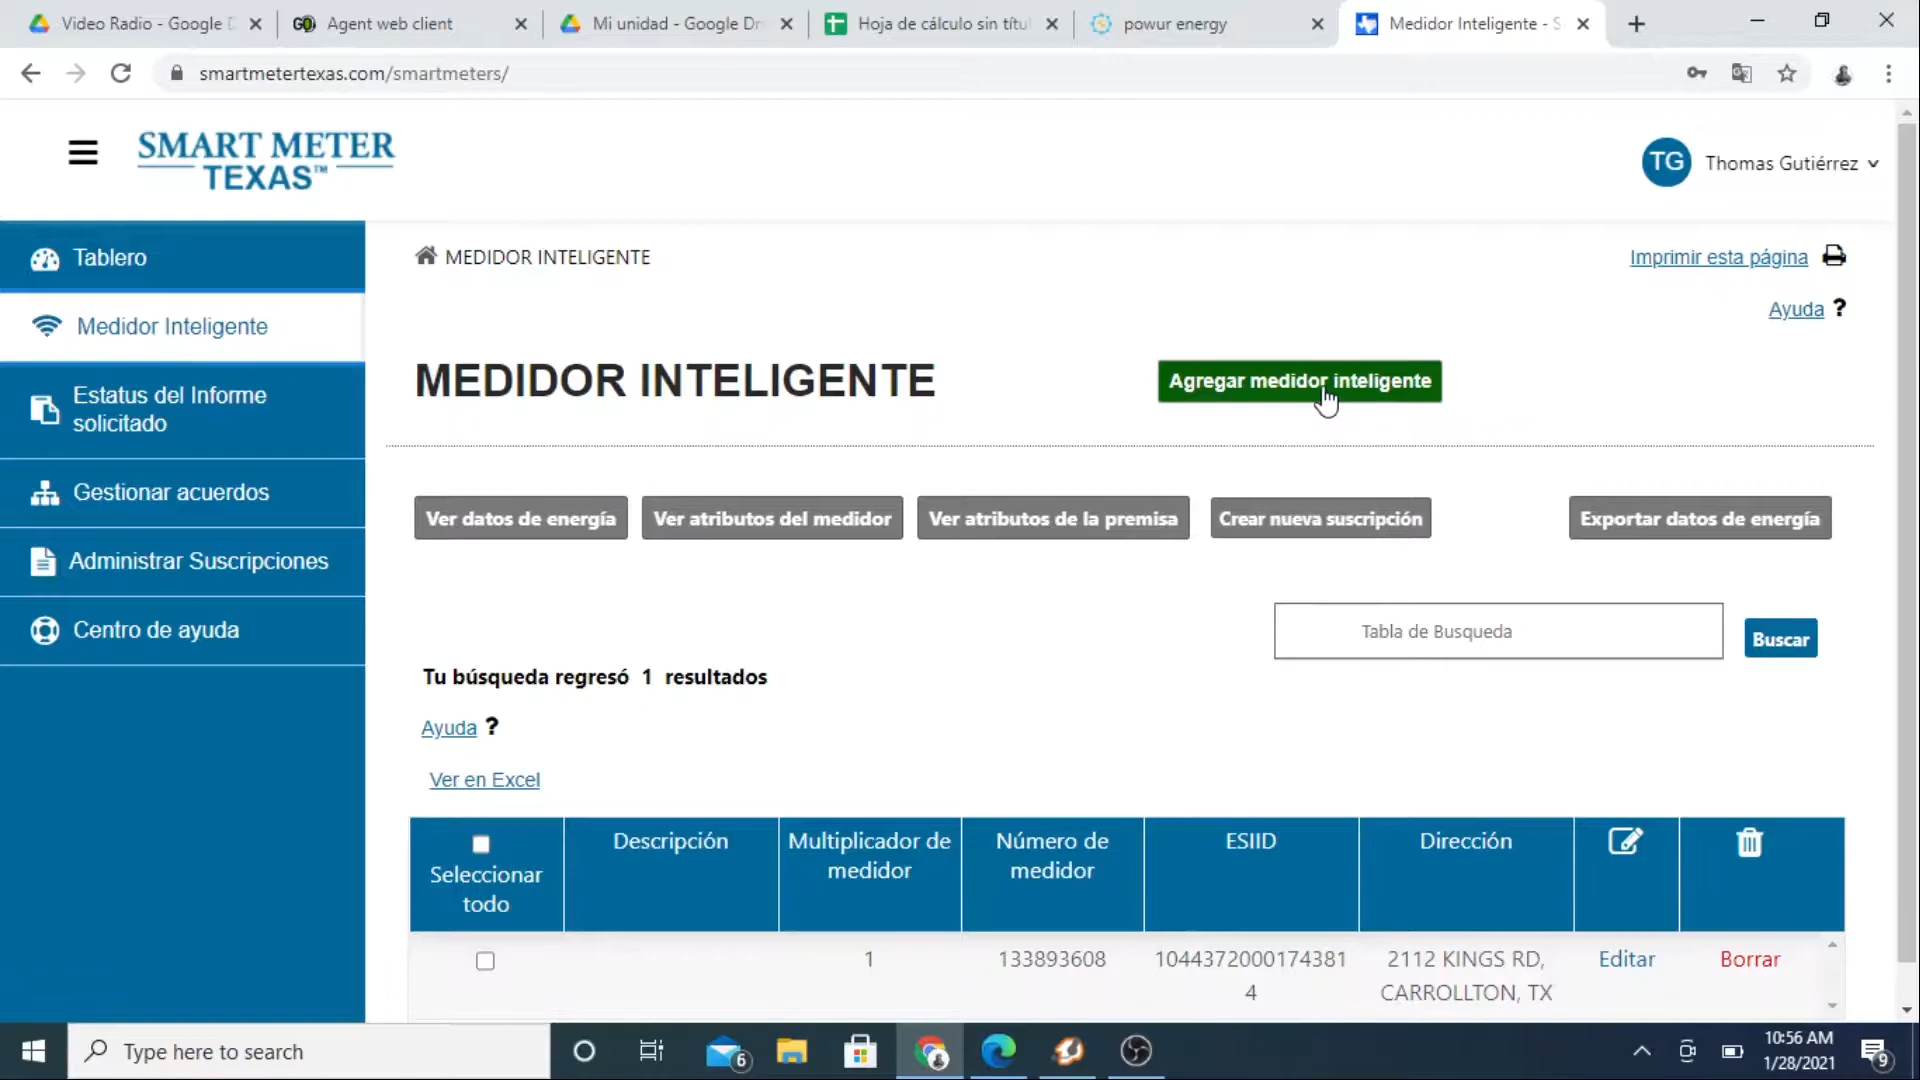 Video Radio - Google D
Agent web client
Mi unidad - Google Dr
Hoja de cálculo sin títul
powur energy
Medidor Inteligente - S
smartmetertexas.com/smartmeters/
SMART METER
TEXAS™
TG
Thomas Gutiérrez
Tablero
Medidor Inteligente
Estatus del Informe
solicitado
Gestionar acuerdos
Administrar Suscripciones
Centro de ayuda
MEDIDOR INTELIGENTE
Imprimir esta página
Ayuda ?
MEDIDOR INTELIGENTE
Agregar medidor inteligente
Ver datos de energía
Ver atributos del medidor
Ver atributos de la premisa
Crear nueva suscripción
Exportar datos de energía
Tabla de Busqueda
Buscar
Tu búsqueda regresó 1 resultados
Ayuda ?
Ver en Excel
Seleccionar
todo
Descripción
Multiplicador de
medidor
Número de
medidor
ESIID
Dirección
1
133893608
1044372000174381
4
2112 KINGS RD,
CARROLLTON, TX
Editar
Borrar
Type here to search
6
10:56 AM
1/28/2021
9